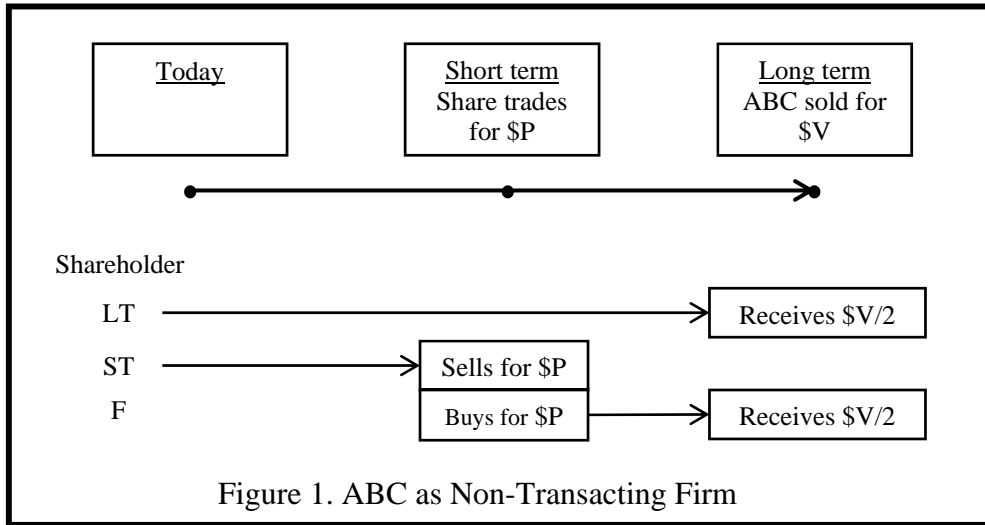 Today
Short term
Share trades
for $P
Long term
ABC sold for
$V
Shareholder
LT
Receives $V/2
ST
Sells for $P
F
Buys for $P
Receives $V/2
Figure 1. ABC as Non-Transacting Firm